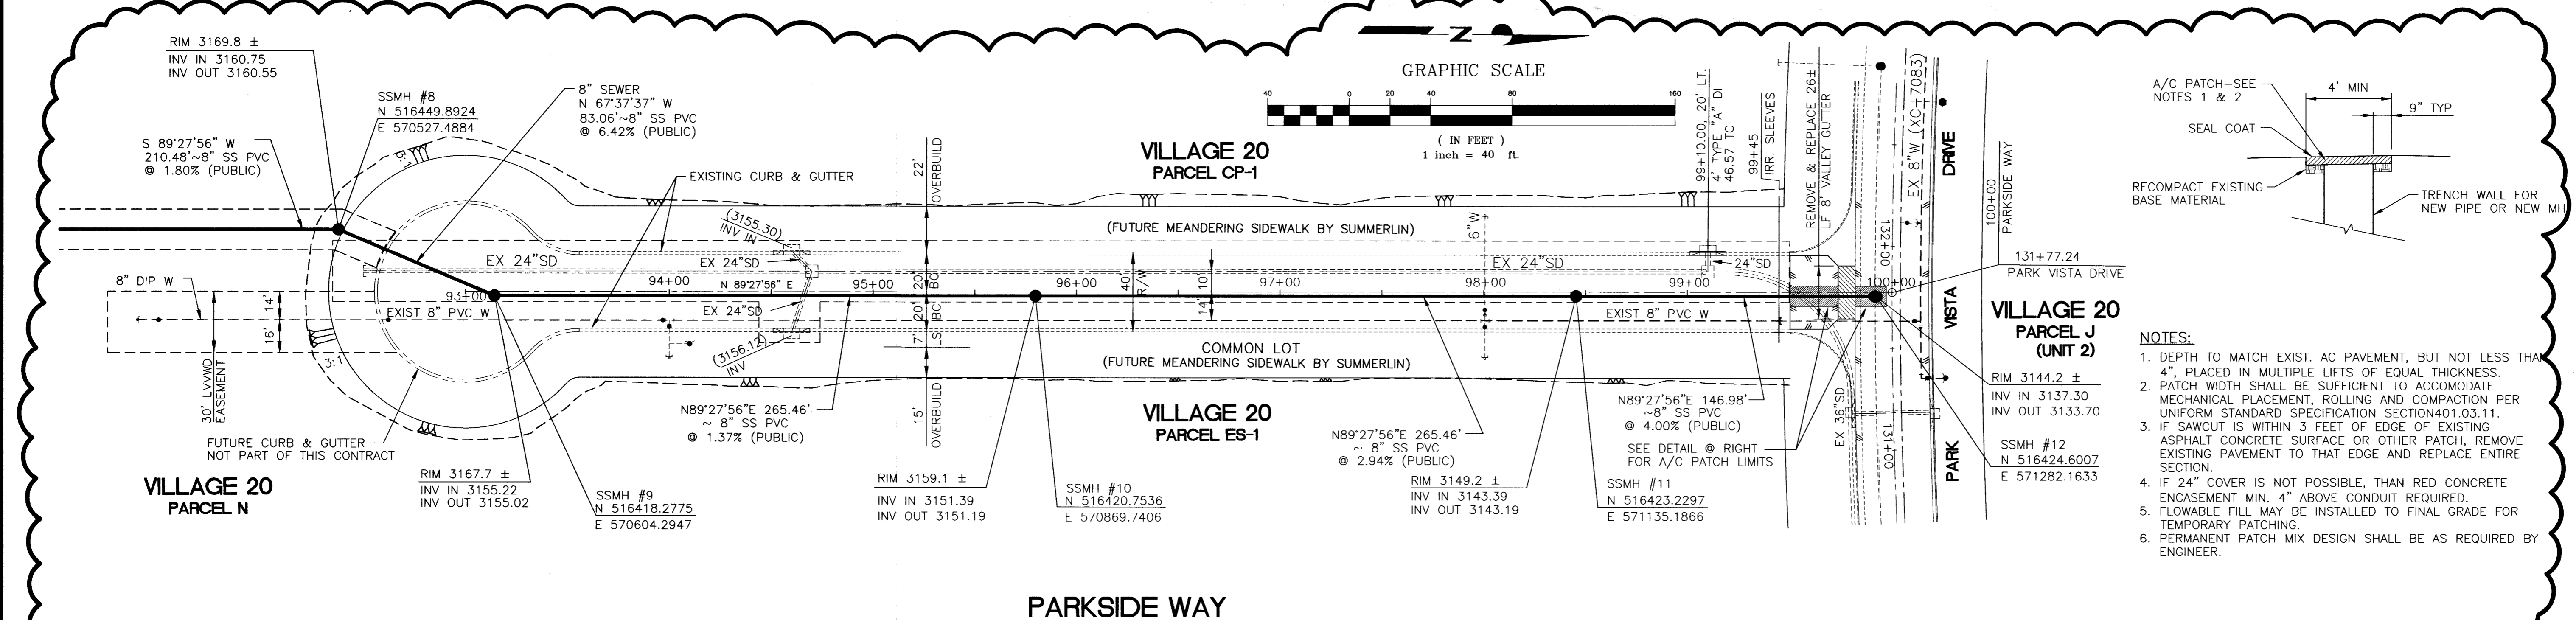 RIM 3169.8 ±
INV IN 3160.75
INV OUT 3160.55
SSMH #8
N 516449.8924
E 570527.4884
8" SEWER
N 67°37'37" W
83.06'~8" SS PVC
@ 6.42% (PUBLIC)
S 89°27'56" W
210.48'~8" SS PVC
@ 1.80% (PUBLIC)
3:1
8" DIP W
14'
16'
30' LVVWD
EASEMENT
3:1
FUTURE CURB & GUTTER
NOT PART OF THIS CONTRACT
VILLAGE 20
PARCEL N
EXISTING CURB & GUTTER
EX 24"SD
93+00
EXIST 8" PVC W
(3155.30)
INV IN
EX 24"SD
94+00
N 89°27'56" E
EX 24"SD
(3156.12)
INV
95+00
22'
OVERBUILD
20'
BC
20'
BC
7'
LS
15'
OVERBUILD
RIM 3167.7 ±
INV IN 3155.22
INV OUT 3155.02
SSMH #9
N 516418.2775
E 570604.2947
N89°27'56"E 265.46'
~ 8" SS PVC
@ 1.37% (PUBLIC)
RIM 3159.1 ±
INV IN 3151.39
INV OUT 3151.19
SSMH #10
N 516420.7536
E 570869.7406
N
GRAPHIC SCALE
40 0 20 40 80 160
( IN FEET )
1 inch = 40 ft.
VILLAGE 20
PARCEL CP-1
(FUTURE MEANDERING SIDEWALK BY SUMMERLIN)
40'
R/W
10'
14'
96+00
97+00
6"W
EX 24"SD
98+00
24"SD
99+00
EXIST 8" PVC W
COMMON LOT
(FUTURE MEANDERING SIDEWALK BY SUMMERLIN)
VILLAGE 20
PARCEL ES-1
N89°27'56"E 265.46'
~ 8" SS PVC
@ 2.94% (PUBLIC)
RIM 3149.2 ±
INV IN 3143.39
INV OUT 3143.19
SSMH #11
N 516423.2297
E 571135.1866
N89°27'56"E 146.98'
~8" SS PVC
@ 4.00% (PUBLIC)
SEE DETAIL @ RIGHT
FOR A/C PATCH LIMITS
99+10.00, 20' LT.
4' TYPE "A" DI
46.57 TC
99+45
IRR. SLEEVES
REMOVE & REPLACE 26±
LF 8' VALLEY GUTTER
EX 8"W (XC-7083)
132+00
100+00
EX 36"SD
131+00
PARK VISTA DRIVE
100+00
PARKSIDE WAY
131+77.24
PARK VISTA DRIVE
VILLAGE 20
PARCEL J
(UNIT 2)
RIM 3144.2 ±
INV IN 3137.30
INV OUT 3133.70
SSMH #12
N 516424.6007
E 571282.1633
A/C PATCH-SEE
NOTES 1 & 2
4' MIN
9" TYP
SEAL COAT
RECOMPACT EXISTING
BASE MATERIAL
TRENCH WALL FOR
NEW PIPE OR NEW MH
NOTES:
1. DEPTH TO MATCH EXIST. AC PAVEMENT, BUT NOT LESS THAN
4", PLACED IN MULTIPLE LIFTS OF EQUAL THICKNESS.
2. PATCH WIDTH SHALL BE SUFFICIENT TO ACCOMODATE
MECHANICAL PLACEMENT, ROLLING AND COMPACTION PER
UNIFORM STANDARD SPECIFICATION SECTION401.03.11.
3. IF SAWCUT IS WITHIN 3 FEET OF EDGE OF EXISTING
ASPHALT CONCRETE SURFACE OR OTHER PATCH, REMOVE
EXISTING PAVEMENT TO THAT EDGE AND REPLACE ENTIRE
SECTION.
4. IF 24" COVER IS NOT POSSIBLE, THAN RED CONCRETE
ENCASEMENT MIN. 4" ABOVE CONDUIT REQUIRED.
5. FLOWABLE FILL MAY BE INSTALLED TO FINAL GRADE FOR
TEMPORARY PATCHING.
6. PERMANENT PATCH MIX DESIGN SHALL BE AS REQUIRED BY
ENGINEER.
PARKSIDE WAY